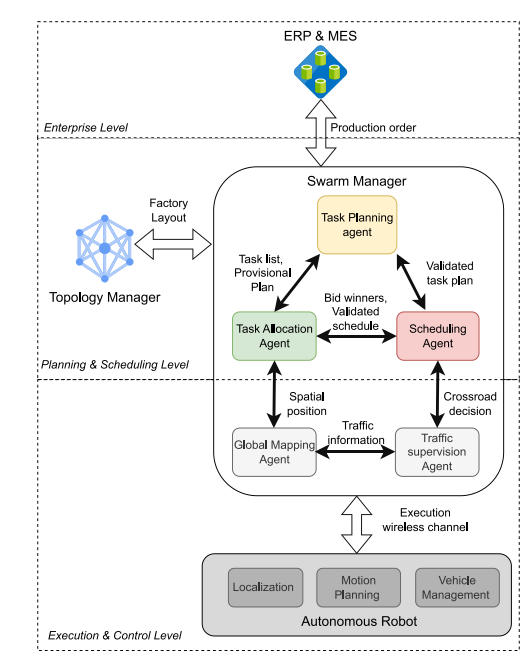 ERP & MES
Enterprise Level
Production order
Swarm Manager
Factory
Layout
Topology Manager
Task Planning
agent
Task list,
Provisional
Plan
Validated
task plan
Bid winners,
Validated
schedule
Task Allocation
Agent
Scheduling
Agent
Planning & Scheduling Level
Spatial
position
Crossroad
decision
Traffic
information
Global Mapping
Agent
Traffic
supervision
Agent
Execution
wireless channel
Localization
Motion
Planning
Vehicle
Management
Autonomous Robot
Execution & Control Level